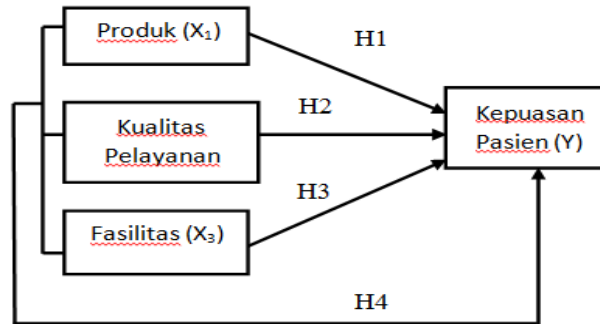 Produk (X₁)
H1
Kualitas
Pelayanan
H2
Kepuasan
Pasien (Y)
Fasilitas (X₃)
H3
H4